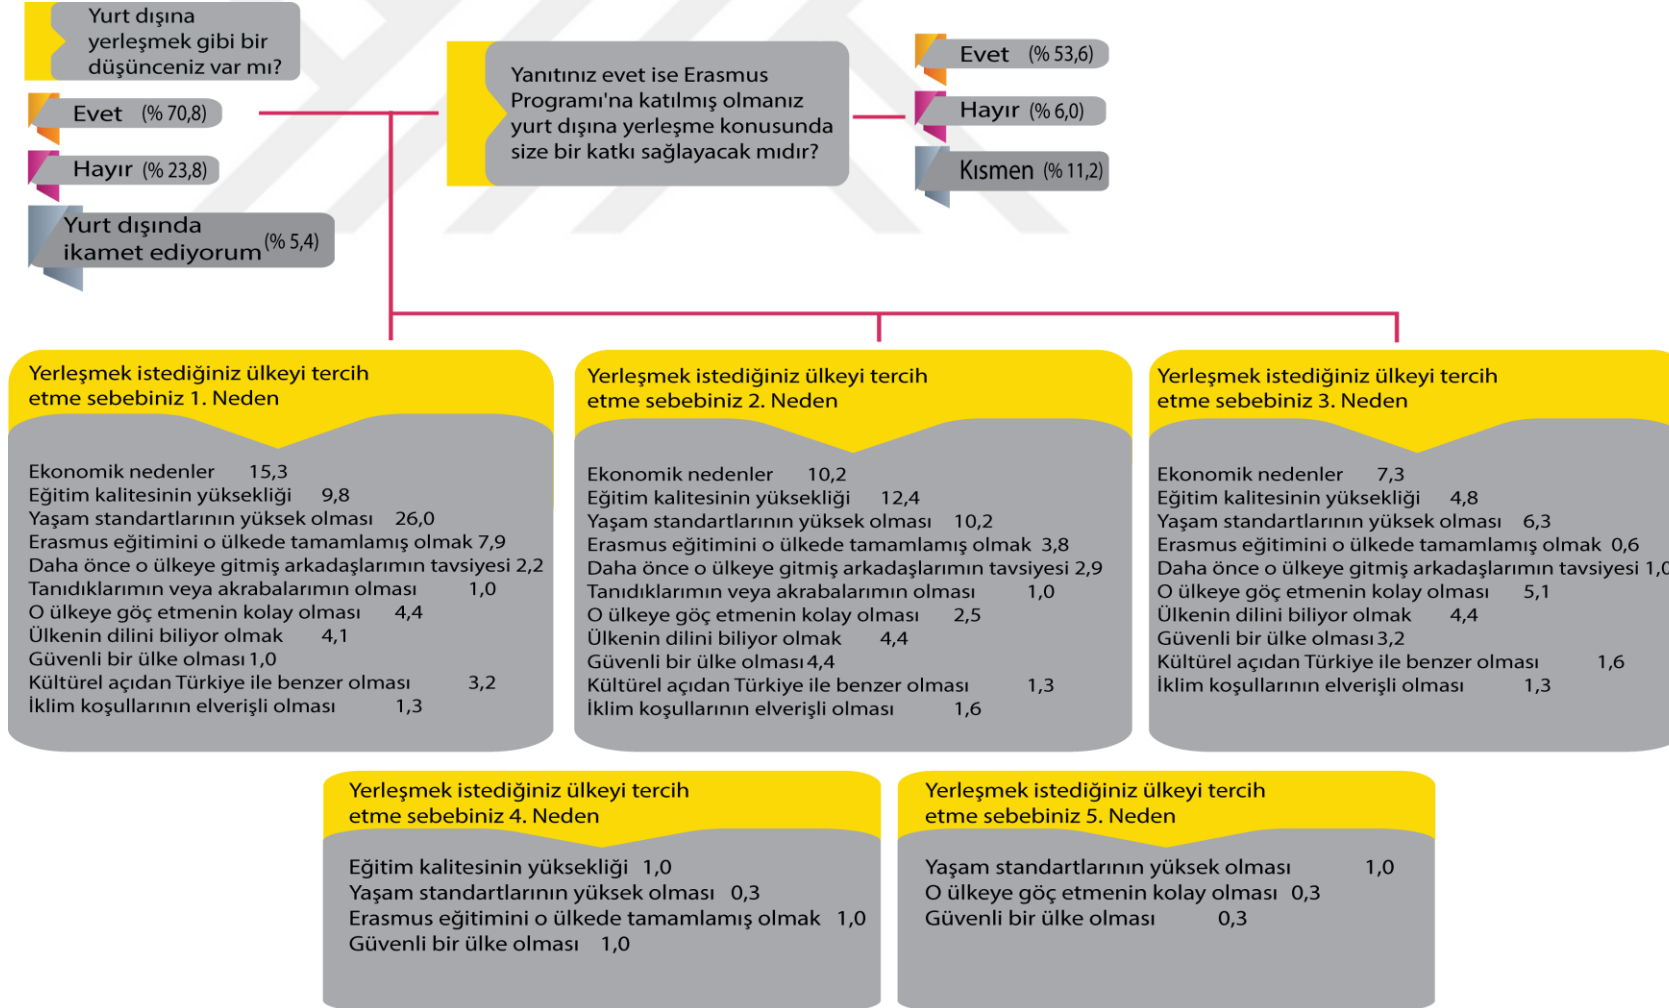 Yurt dışına
yerleşmek gibi bir
düşünceniz var mı?
Evet (% 70,8)
Hayır (% 23,8)
Yurt dışında
ikamet ediyorum (% 5,4)
Yanıtınız evet ise Erasmus
Programı'na katılmış olmanız
yurt dışına yerleşme konusunda
size bir katkı sağlayacak mıdır?
Evet (% 53,6)
Hayır (% 6,0)
Kısmen (% 11,2)
Yerleşmek istediğiniz ülkeyi tercih
etme sebebiniz 1. Neden
Ekonomik nedenler 15,3
Eğitim kalitesinin yüksekliği 9,8
Yaşam standartlarının yüksek olması 26,0
Erasmus eğitimini o ülkede tamamlamış olmak 7,9
Daha önce o ülkeye gitmiş arkadaşlarımın tavsiyesi 2,2
Tanıdıklarımın veya akrabalarımın olması 1,0
O ülkeye göç etmenin kolay olması 4,4
Ülkenin dilini biliyor olmak 4,1
Güvenli bir ülke olması 1,0
Kültürel açıdan Türkiye ile benzer olması 3,2
İklim koşullarının elverişli olması 1,3
Yerleşmek istediğiniz ülkeyi tercih
etme sebebiniz 2. Neden
Ekonomik nedenler 10,2
Eğitim kalitesinin yüksekliği 12,4
Yaşam standartlarının yüksek olması 10,2
Erasmus eğitimini o ülkede tamamlamış olmak 3,8
Daha önce o ülkeye gitmiş arkadaşlarımın tavsiyesi 2,9
Tanıdıklarımın veya akrabalarımın olması 1,0
O ülkeye göç etmenin kolay olması 2,5
Ülkenin dilini biliyor olmak 4,4
Güvenli bir ülke olması 4,4
Kültürel açıdan Türkiye ile benzer olması 1,3
İklim koşullarının elverişli olması 1,6
Yerleşmek istediğiniz ülkeyi tercih
etme sebebiniz 3. Neden
Ekonomik nedenler 7,3
Eğitim kalitesinin yüksekliği 4,8
Yaşam standartlarının yüksek olması 6,3
Erasmus eğitimini o ülkede tamamlamış olmak 0,6
Daha önce o ülkeye gitmiş arkadaşlarımın tavsiyesi 1,0
O ülkeye göç etmenin kolay olması 5,1
Ülkenin dilini biliyor olmak 4,4
Güvenli bir ülke olması 3,2
Kültürel açıdan Türkiye ile benzer olması 1,6
İklim koşullarının elverişli olması 1,3
Yerleşmek istediğiniz ülkeyi tercih
etme sebebiniz 4. Neden
Eğitim kalitesinin yüksekliği 1,0
Yaşam standartlarının yüksek olması 0,3
Erasmus eğitimini o ülkede tamamlamış olmak 1,0
Güvenli bir ülke olması 1,0
Yerleşmek istediğiniz ülkeyi tercih
etme sebebiniz 5. Neden
Yaşam standartlarının yüksek olması 1,0
O ülkeye göç etmenin kolay olması 0,3
Güvenli bir ülke olması 0,3